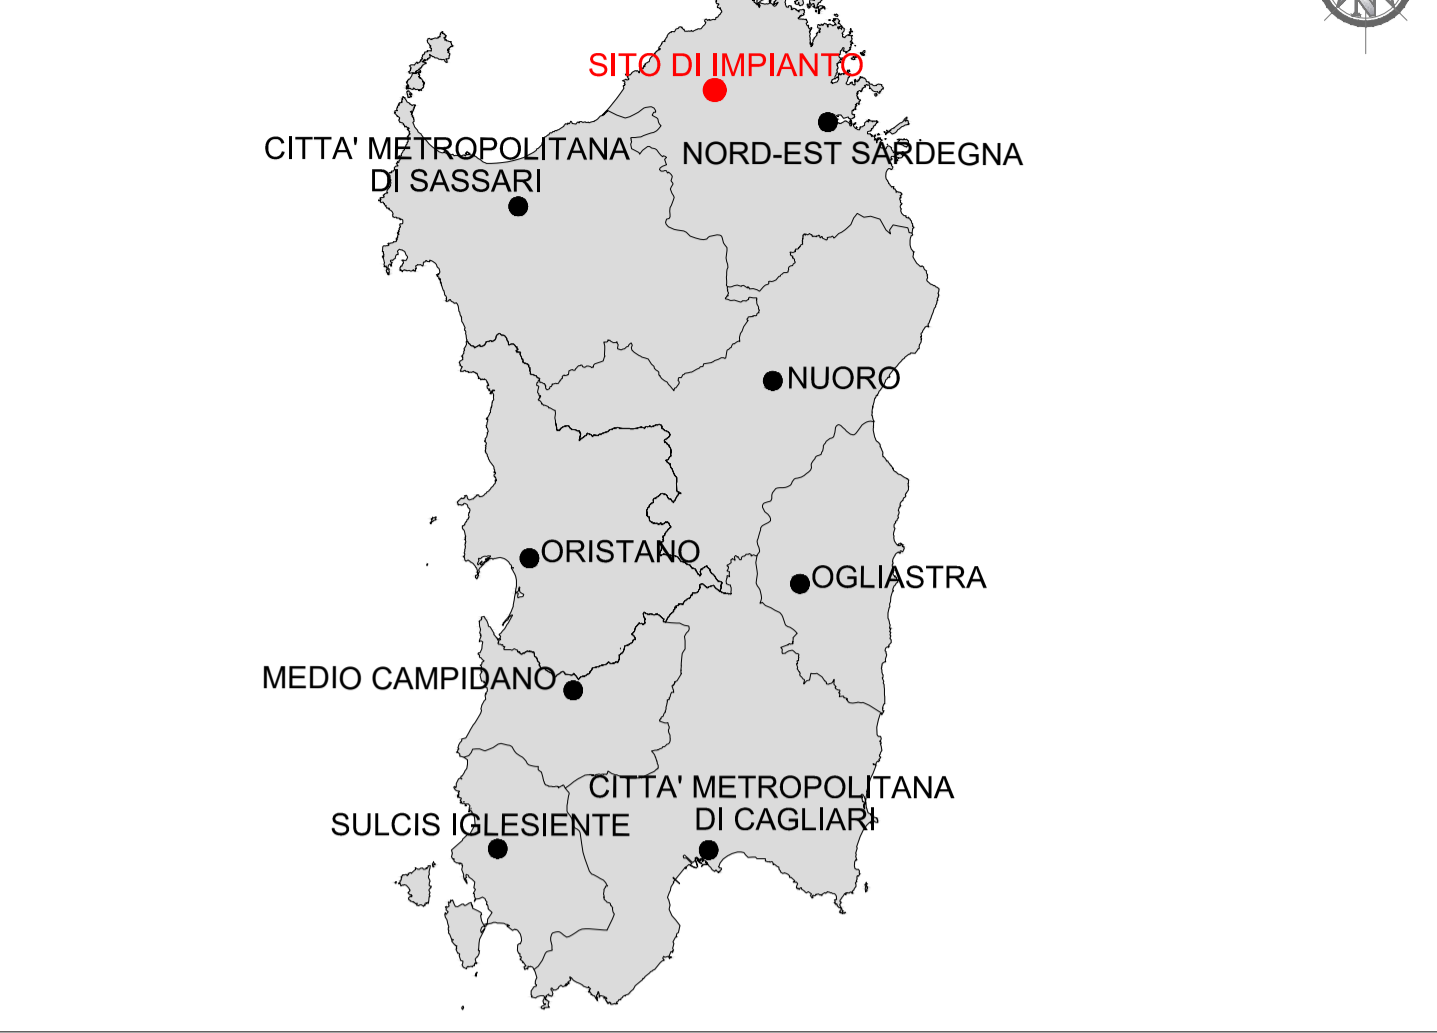 N
SITO DI IMPIANTO
CITTA' METROPOLITANA
DI SASSARI
NORD-EST SARDEGNA
NUORO
ORISTANO
OGLIASTRA
MEDIO CAMPIDANO
CITTA' METROPOLITANA
DI CAGLIARI
SULCIS IGLESIENTE